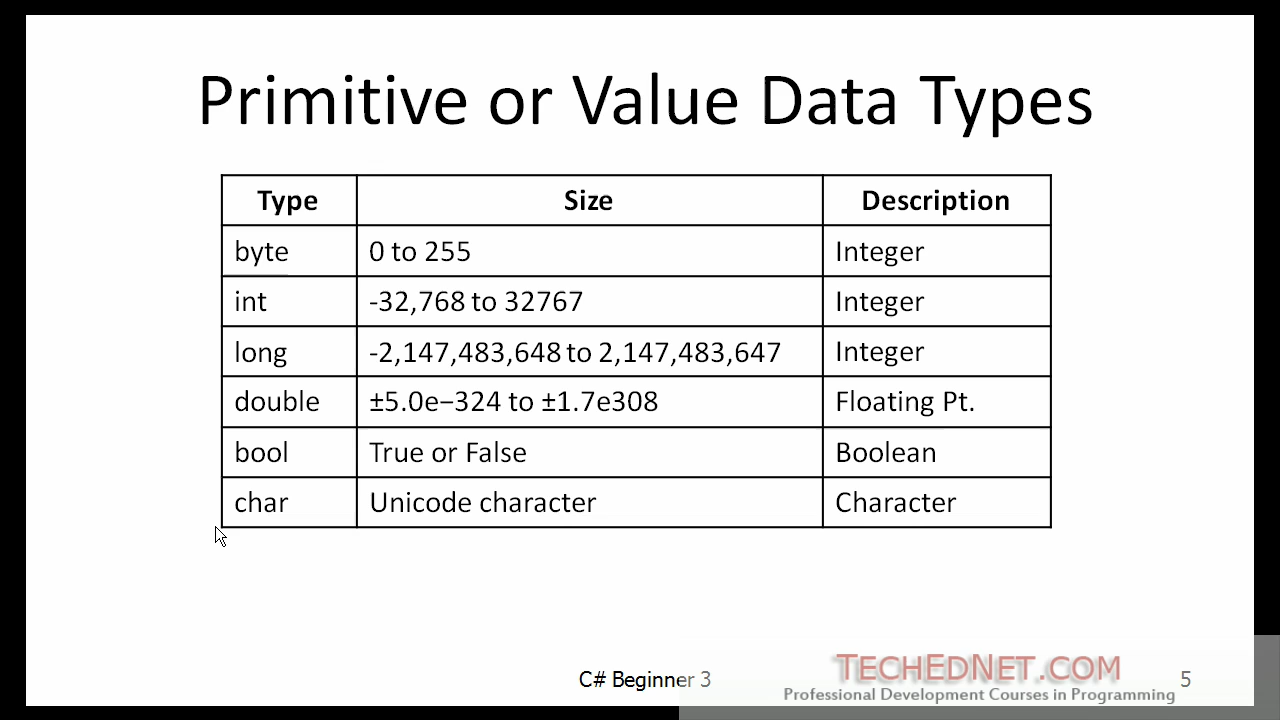 Primitive or Value Data Types
Type Size Description
byte 0 to 255 Integer
int -32,768 to 32767 Integer
long -2,147,483,648 to 2,147,483,647 Integer
double ±5.0e−324 to ±1.7e308 Floating Pt.
bool True or False Boolean
char Unicode character Character
C# Beginner 3
TECHEDNET.COM
Professional Development Courses in Programming
5